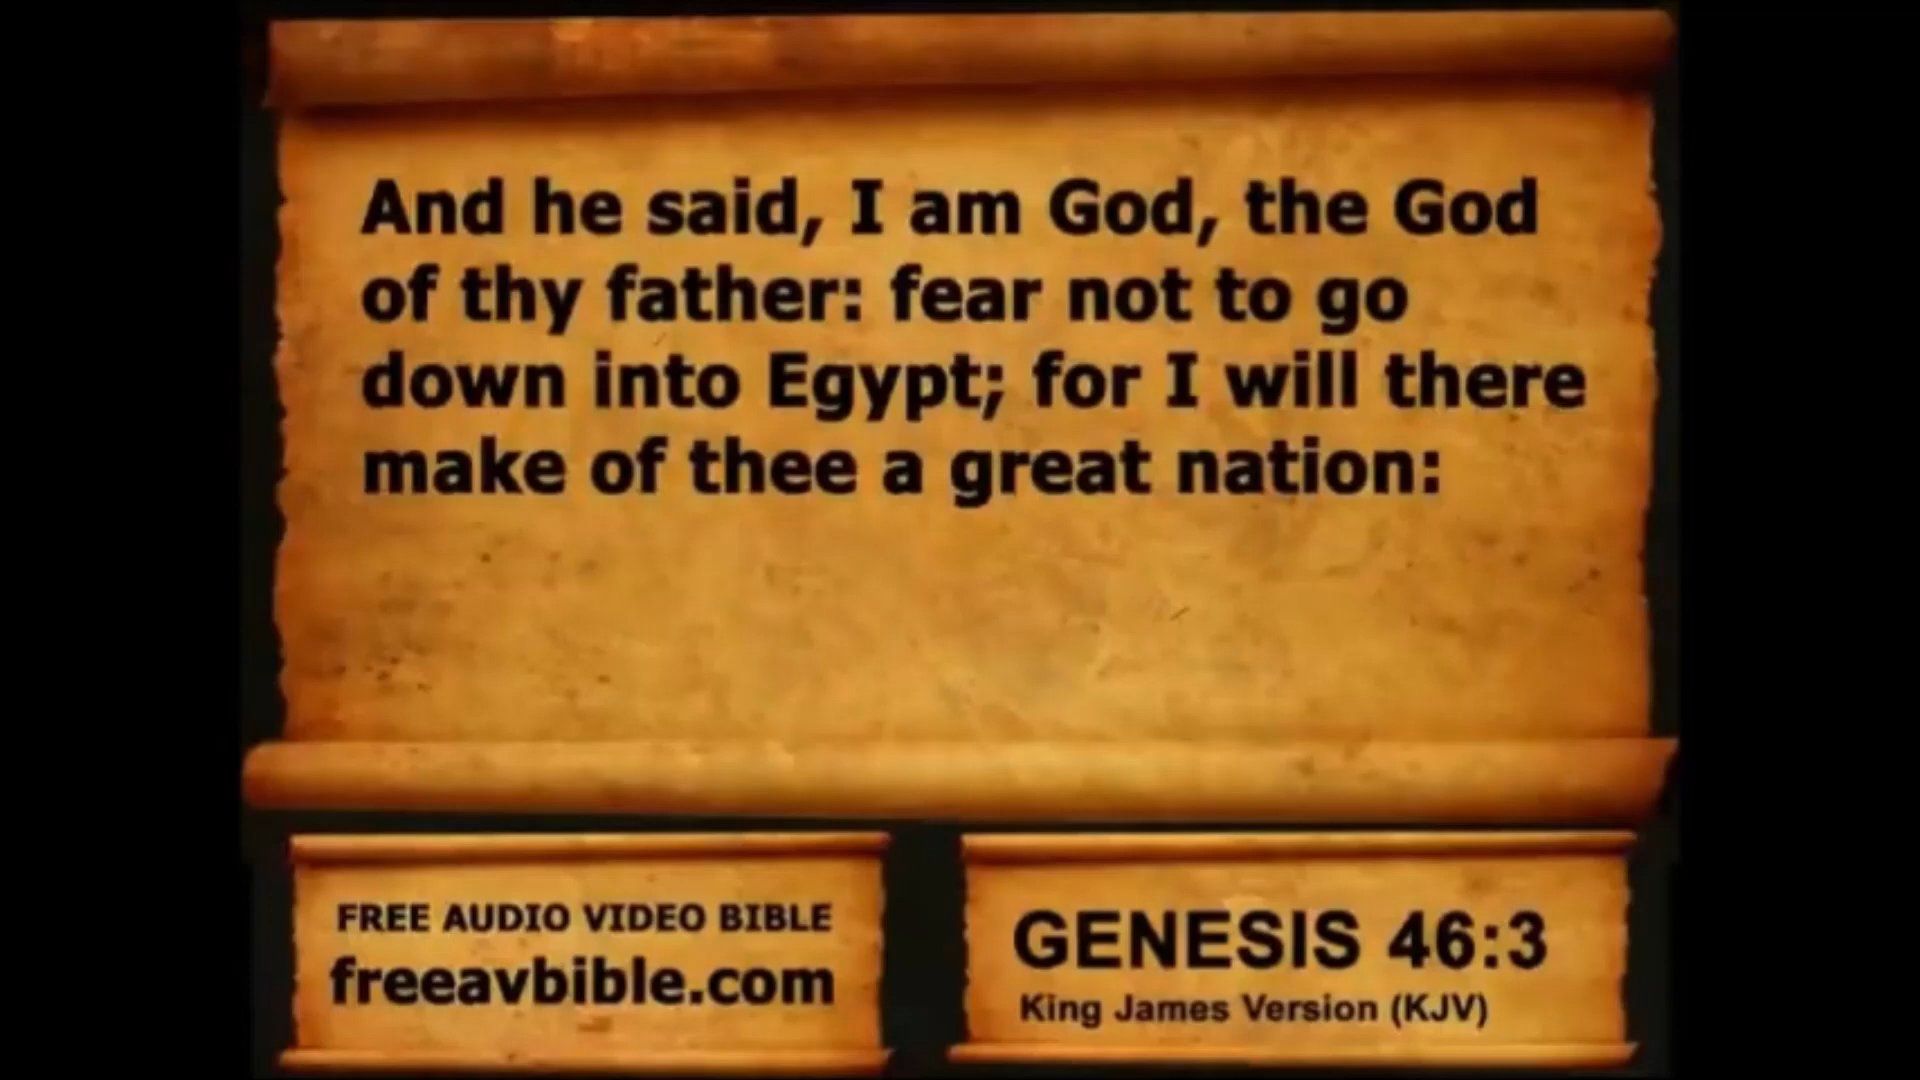 And he said, I am God, the God
of thy father: fear not to go
down into Egypt; for I will there
make of thee a great nation:
FREE AUDIO VIDEO BIBLE
freeavbible.com
GENESIS 46:3
King James Version (KJV)